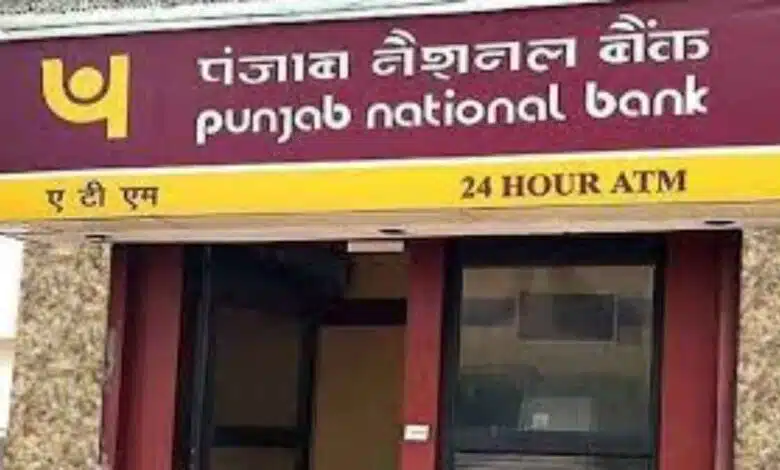 पंजाब नैशनल बैंक
punjab national bank
ए टी एम 24 HOUR ATM